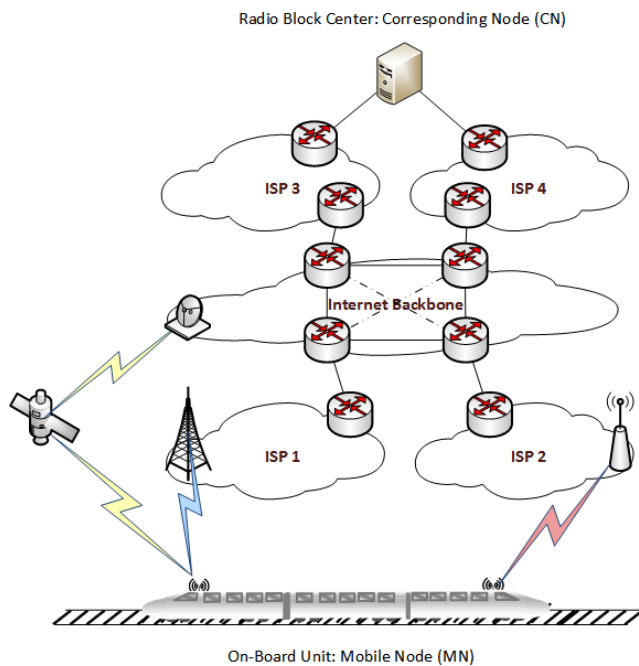 Radio Block Center: Corresponding Node (CN)
ISP 3
ISP 4
Internet Backbone
ISP 1
ISP 2
On-Board Unit: Mobile Node (MN)